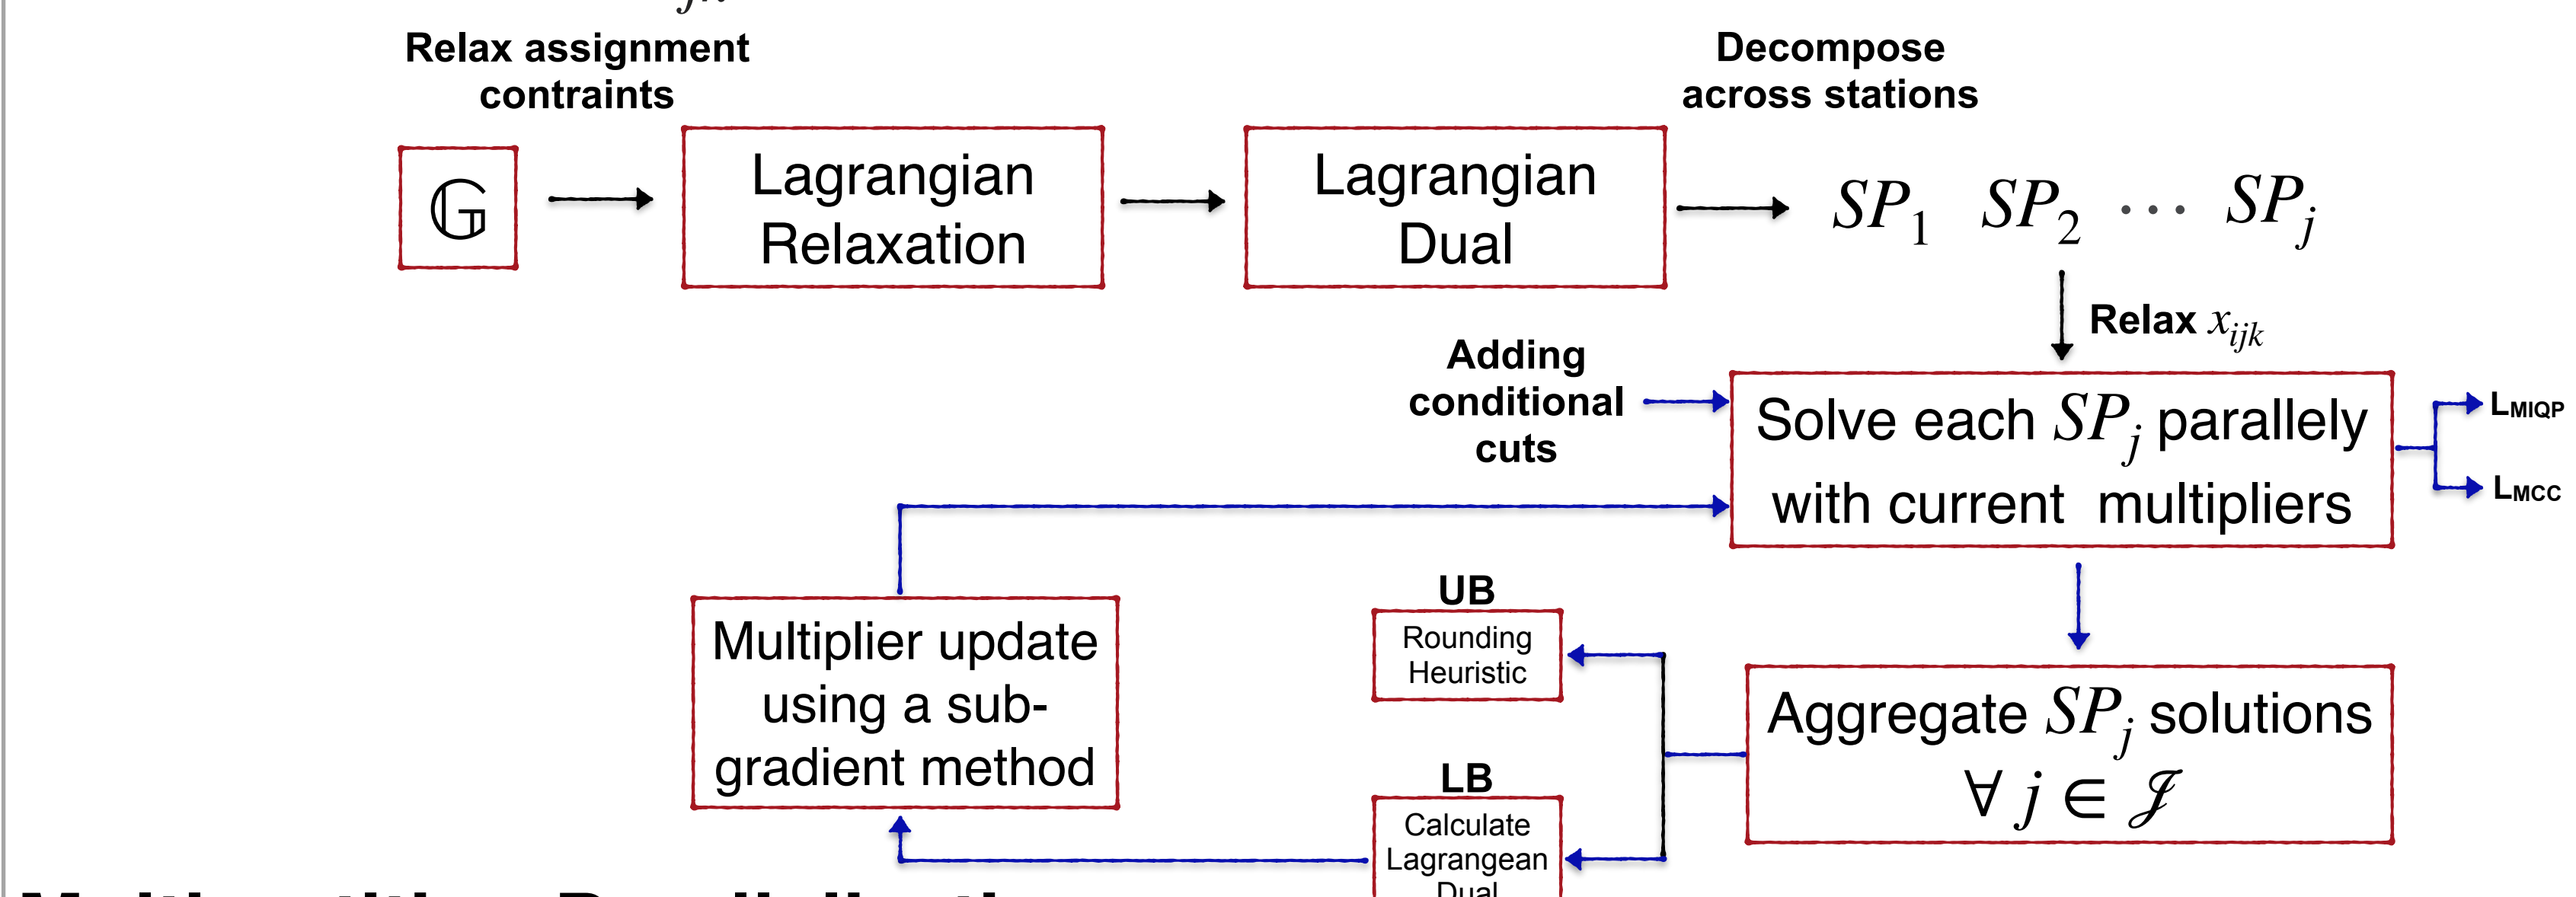 Relax assignment
contraints
Decompose
across stations
𝔾
Lagrangian
Relaxation
Lagrangian
Dual
SP₁ SP₂ ⋯ SPⱼ
Relax xᵢⱼₖ
Adding
conditional
cuts
Solve each SPⱼ parallely
with current multipliers
LMIQP
LMCC
UB
Rounding
Heuristic
Multiplier update
using a sub-
gradient method
Aggregate SPⱼ solutions
∀ j ∈ 𝒥
LB
Calculate
Lagrangean
Dual